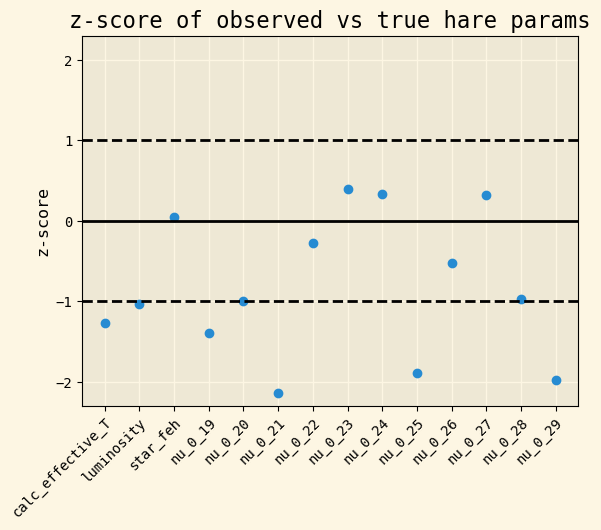 z-score of observed vs true hare params
z-score
2
1
0
−1
−2
calc_effective_T
luminosity
star_feh
nu_0_19
nu_0_20
nu_0_21
nu_0_22
nu_0_23
nu_0_24
nu_0_25
nu_0_26
nu_0_27
nu_0_28
nu_0_29